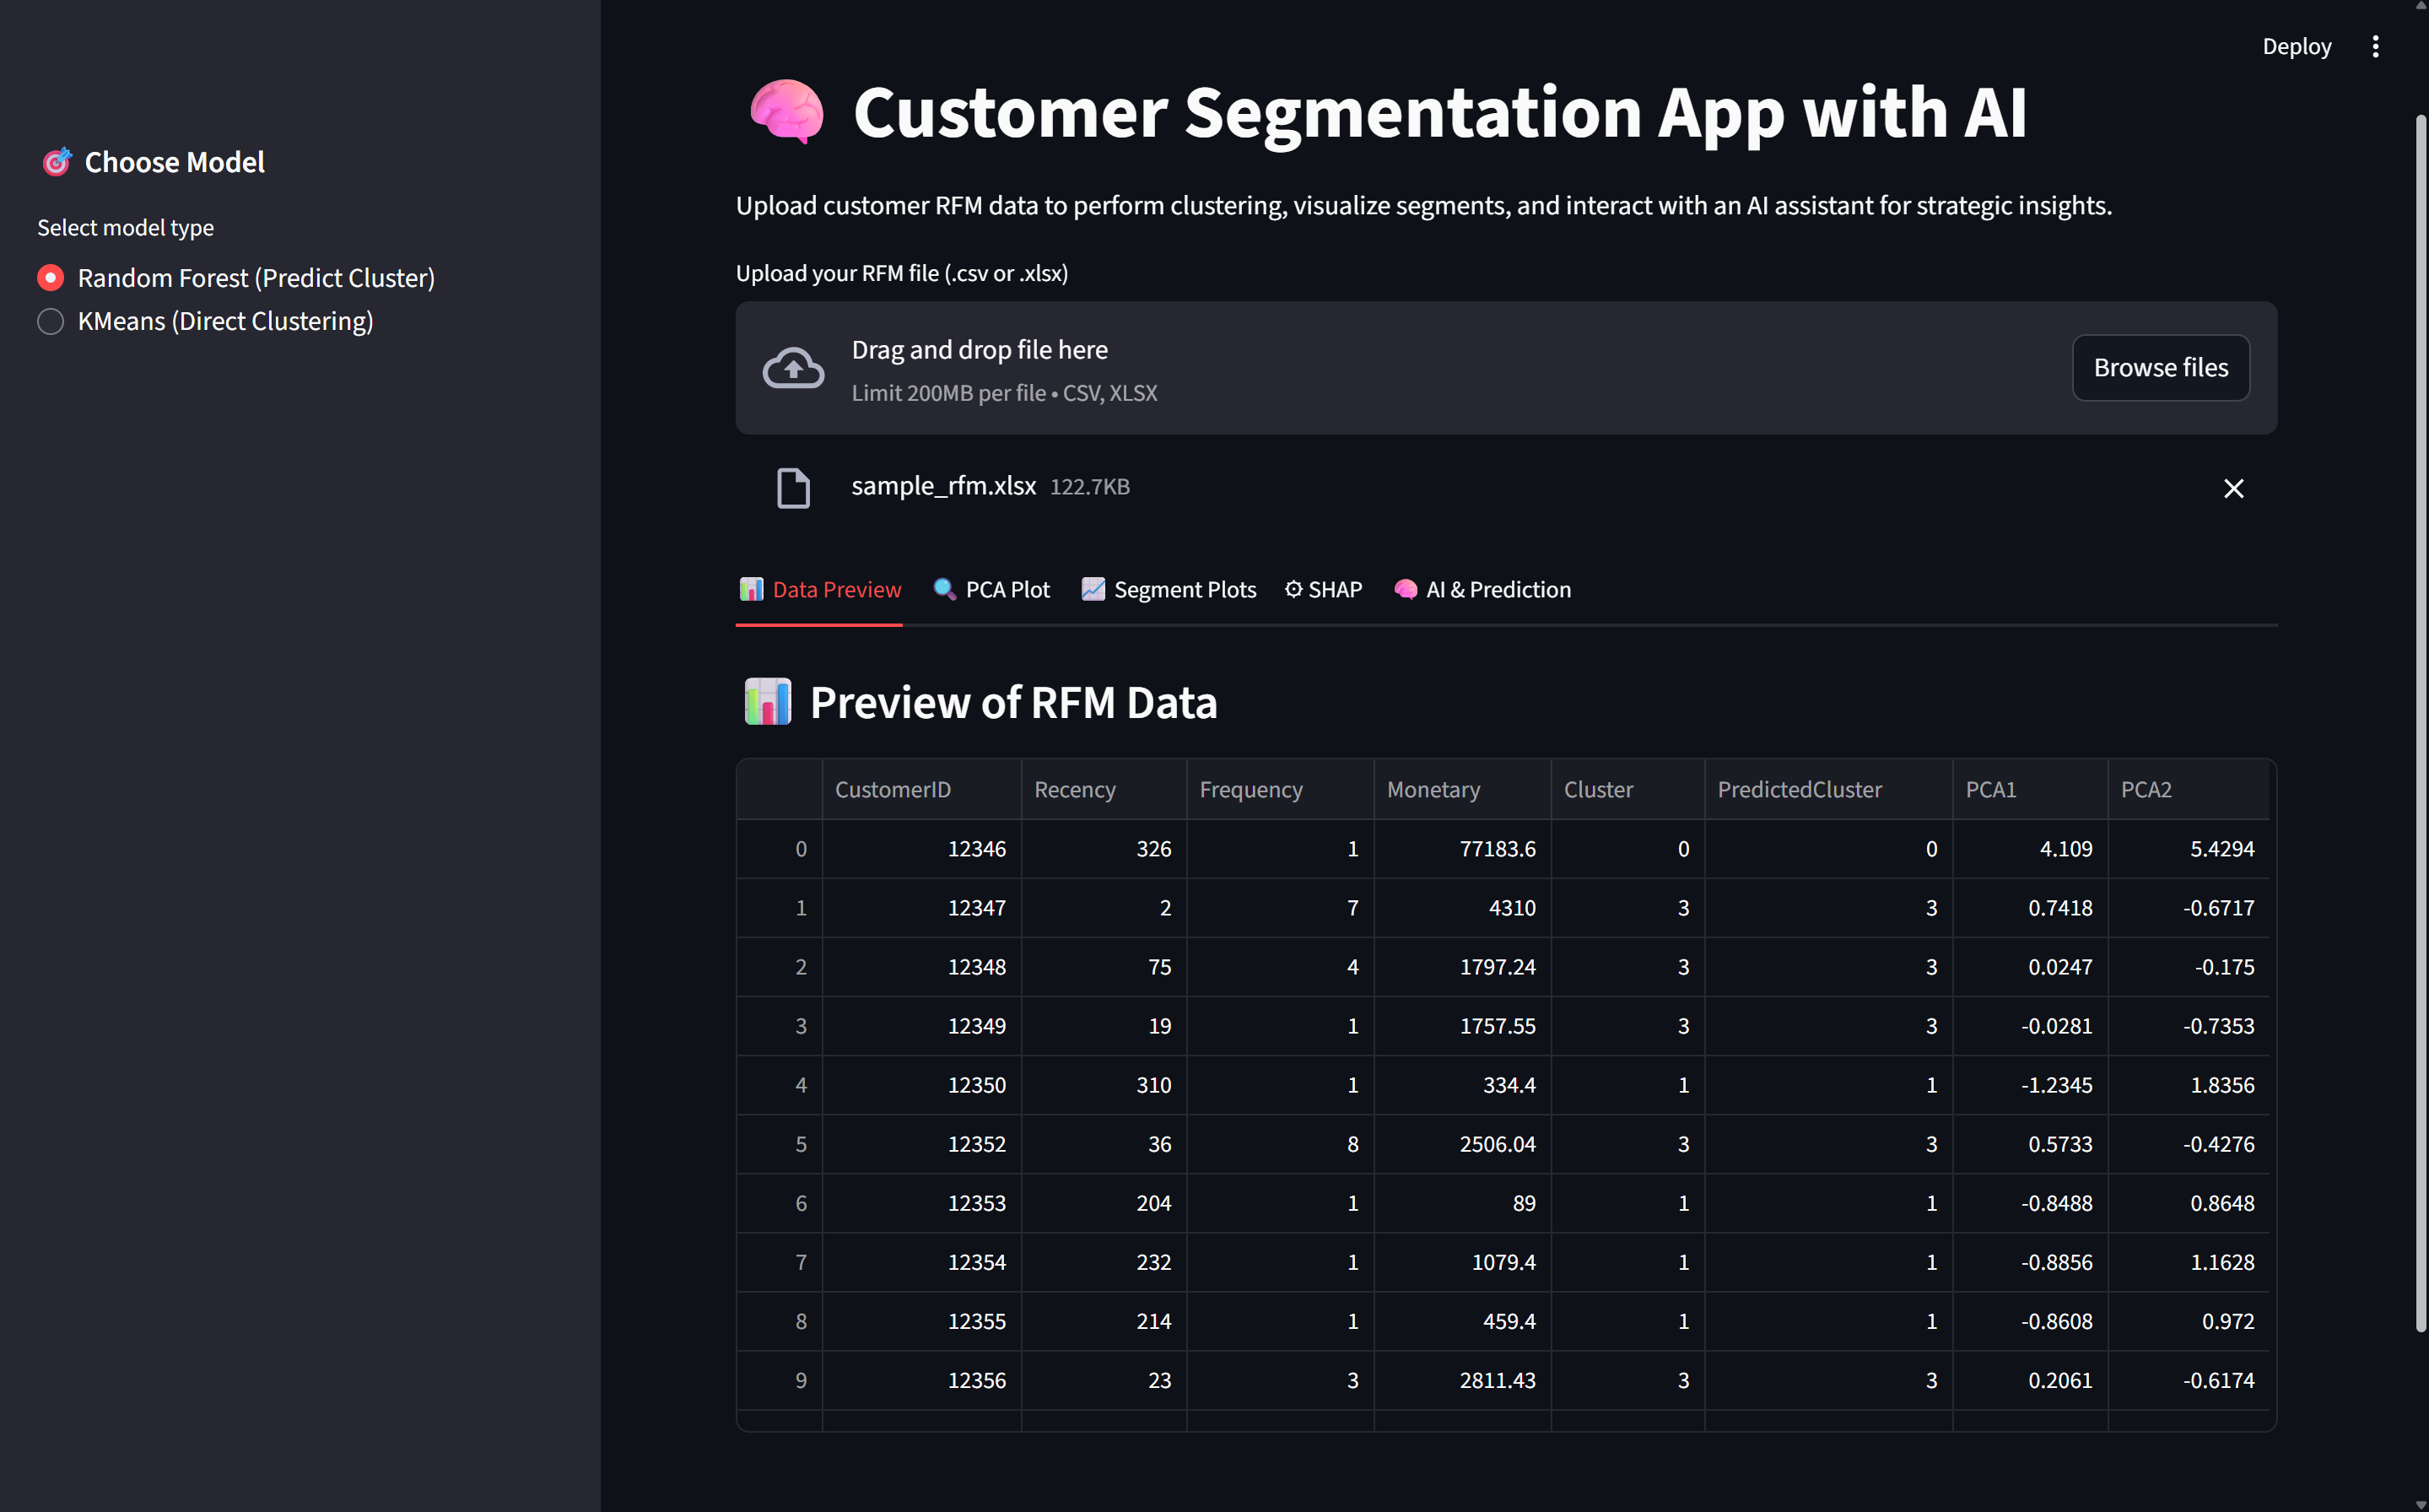 Deploy
🧠 Customer Segmentation App with AI
🎯 Choose Model
Upload customer RFM data to perform clustering, visualize segments, and interact with an AI assistant for strategic insights.
Select model type
Random Forest (Predict Cluster)
KMeans (Direct Clustering)
Upload your RFM file (.csv or .xlsx)
Drag and drop file here
Limit 200MB per file • CSV, XLSX
Browse files
sample_rfm.xlsx 122.7KB
📊 Data Preview 🔍 PCA Plot 📈 Segment Plots ⚙ SHAP 🧠 AI & Prediction
📊 Preview of RFM Data
CustomerID Recency Frequency Monetary Cluster PredictedCluster PCA1 PCA2
0 12346 326 1 77183.6 0 0 4.109 5.4294
1 12347 2 7 4310 3 3 0.7418 -0.6717
2 12348 75 4 1797.24 3 3 0.0247 -0.175
3 12349 19 1 1757.55 3 3 -0.0281 -0.7353
4 12350 310 1 334.4 1 1 -1.2345 1.8356
5 12352 36 8 2506.04 3 3 0.5733 -0.4276
6 12353 204 1 89 1 1 -0.8488 0.8648
7 12354 232 1 1079.4 1 1 -0.8856 1.1628
8 12355 214 1 459.4 1 1 -0.8608 0.972
9 12356 23 3 2811.43 3 3 0.2061 -0.6174